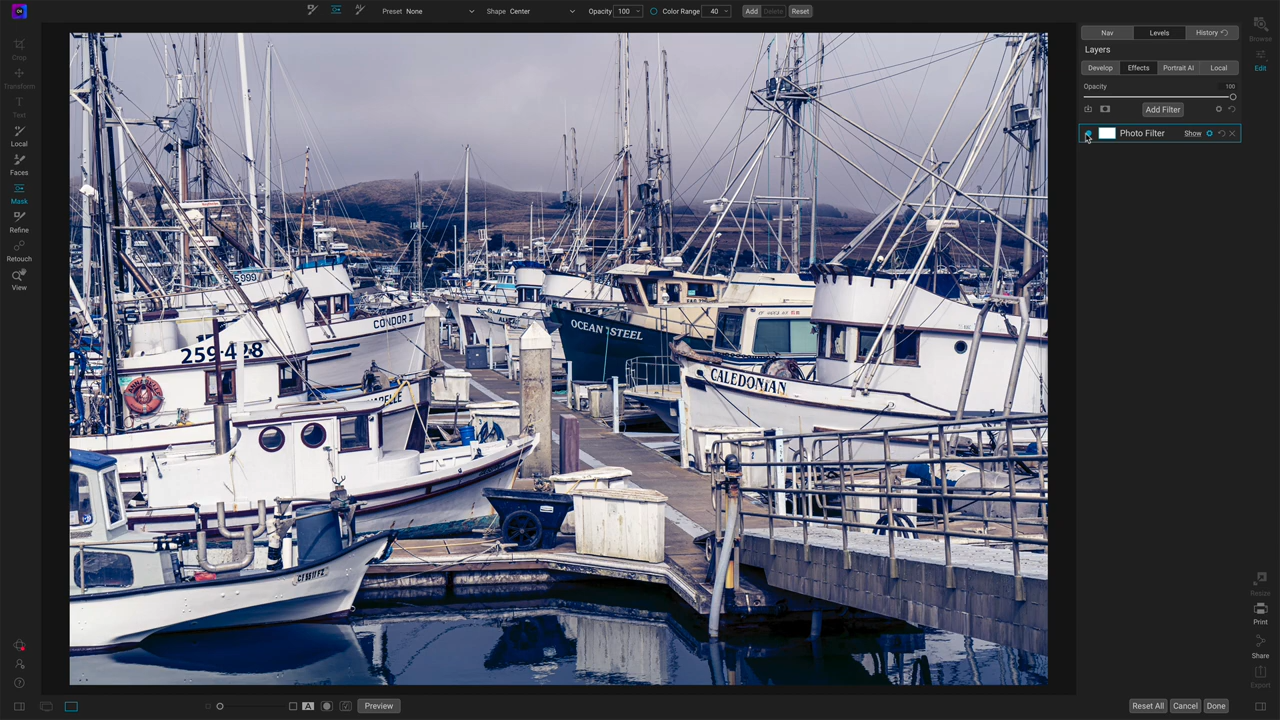 Preset None
Shape Center
Opacity 100
Color Range 40
Add Delete
Reset
Crop
Transform
Text
Local
Faces
Mask
Refine
Retouch
View
Nav Levels History
Layers
Develop Effects Portrait AI Local
Opacity 100
Add Filter
Photo Filter Show
Browse
Edit
Resize
Print
Share
Export
5999
CONDOR II
259428
OCEAN STEEL
CALEDONIAN
A Preview
Reset All Cancel Done